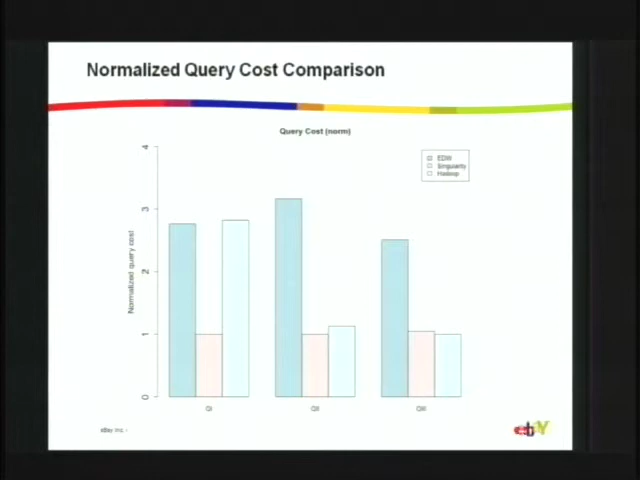 Normalized Query Cost Comparison
Query Cost (norm)
EDW
Singularity
Hadoop
Normalized query cost
4
3
2
1
0
QI
QII
QIII
eBay Inc.
ebY